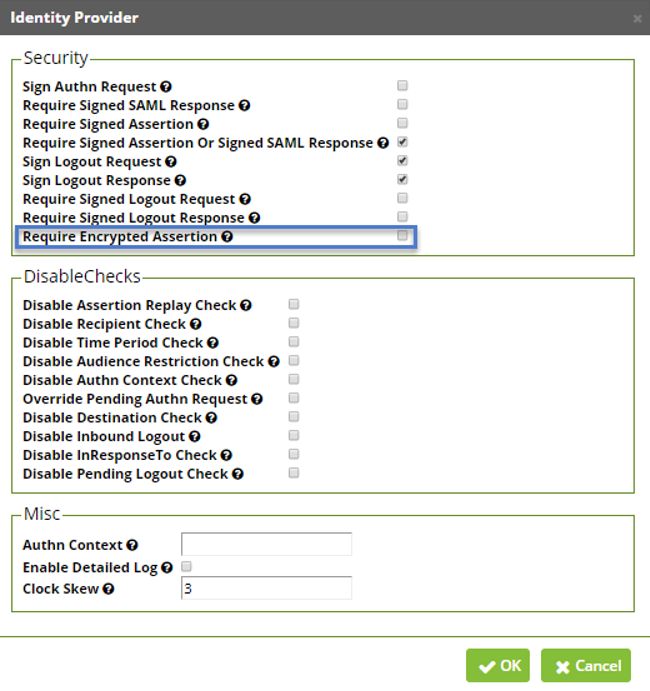 Identity Provider
Security
Sign Authn Request
Require Signed SAML Response
Require Signed Assertion
Require Signed Assertion Or Signed SAML Response
Sign Logout Request
Sign Logout Response
Require Signed Logout Request
Require Signed Logout Response
Require Encrypted Assertion
DisableChecks
Disable Assertion Replay Check
Disable Recipient Check
Disable Time Period Check
Disable Audience Restriction Check
Disable Authn Context Check
Override Pending Authn Request
Disable Destination Check
Disable Inbound Logout
Disable InResponseTo Check
Disable Pending Logout Check
Misc
Authn Context
Enable Detailed Log
Clock Skew 3
OK Cancel